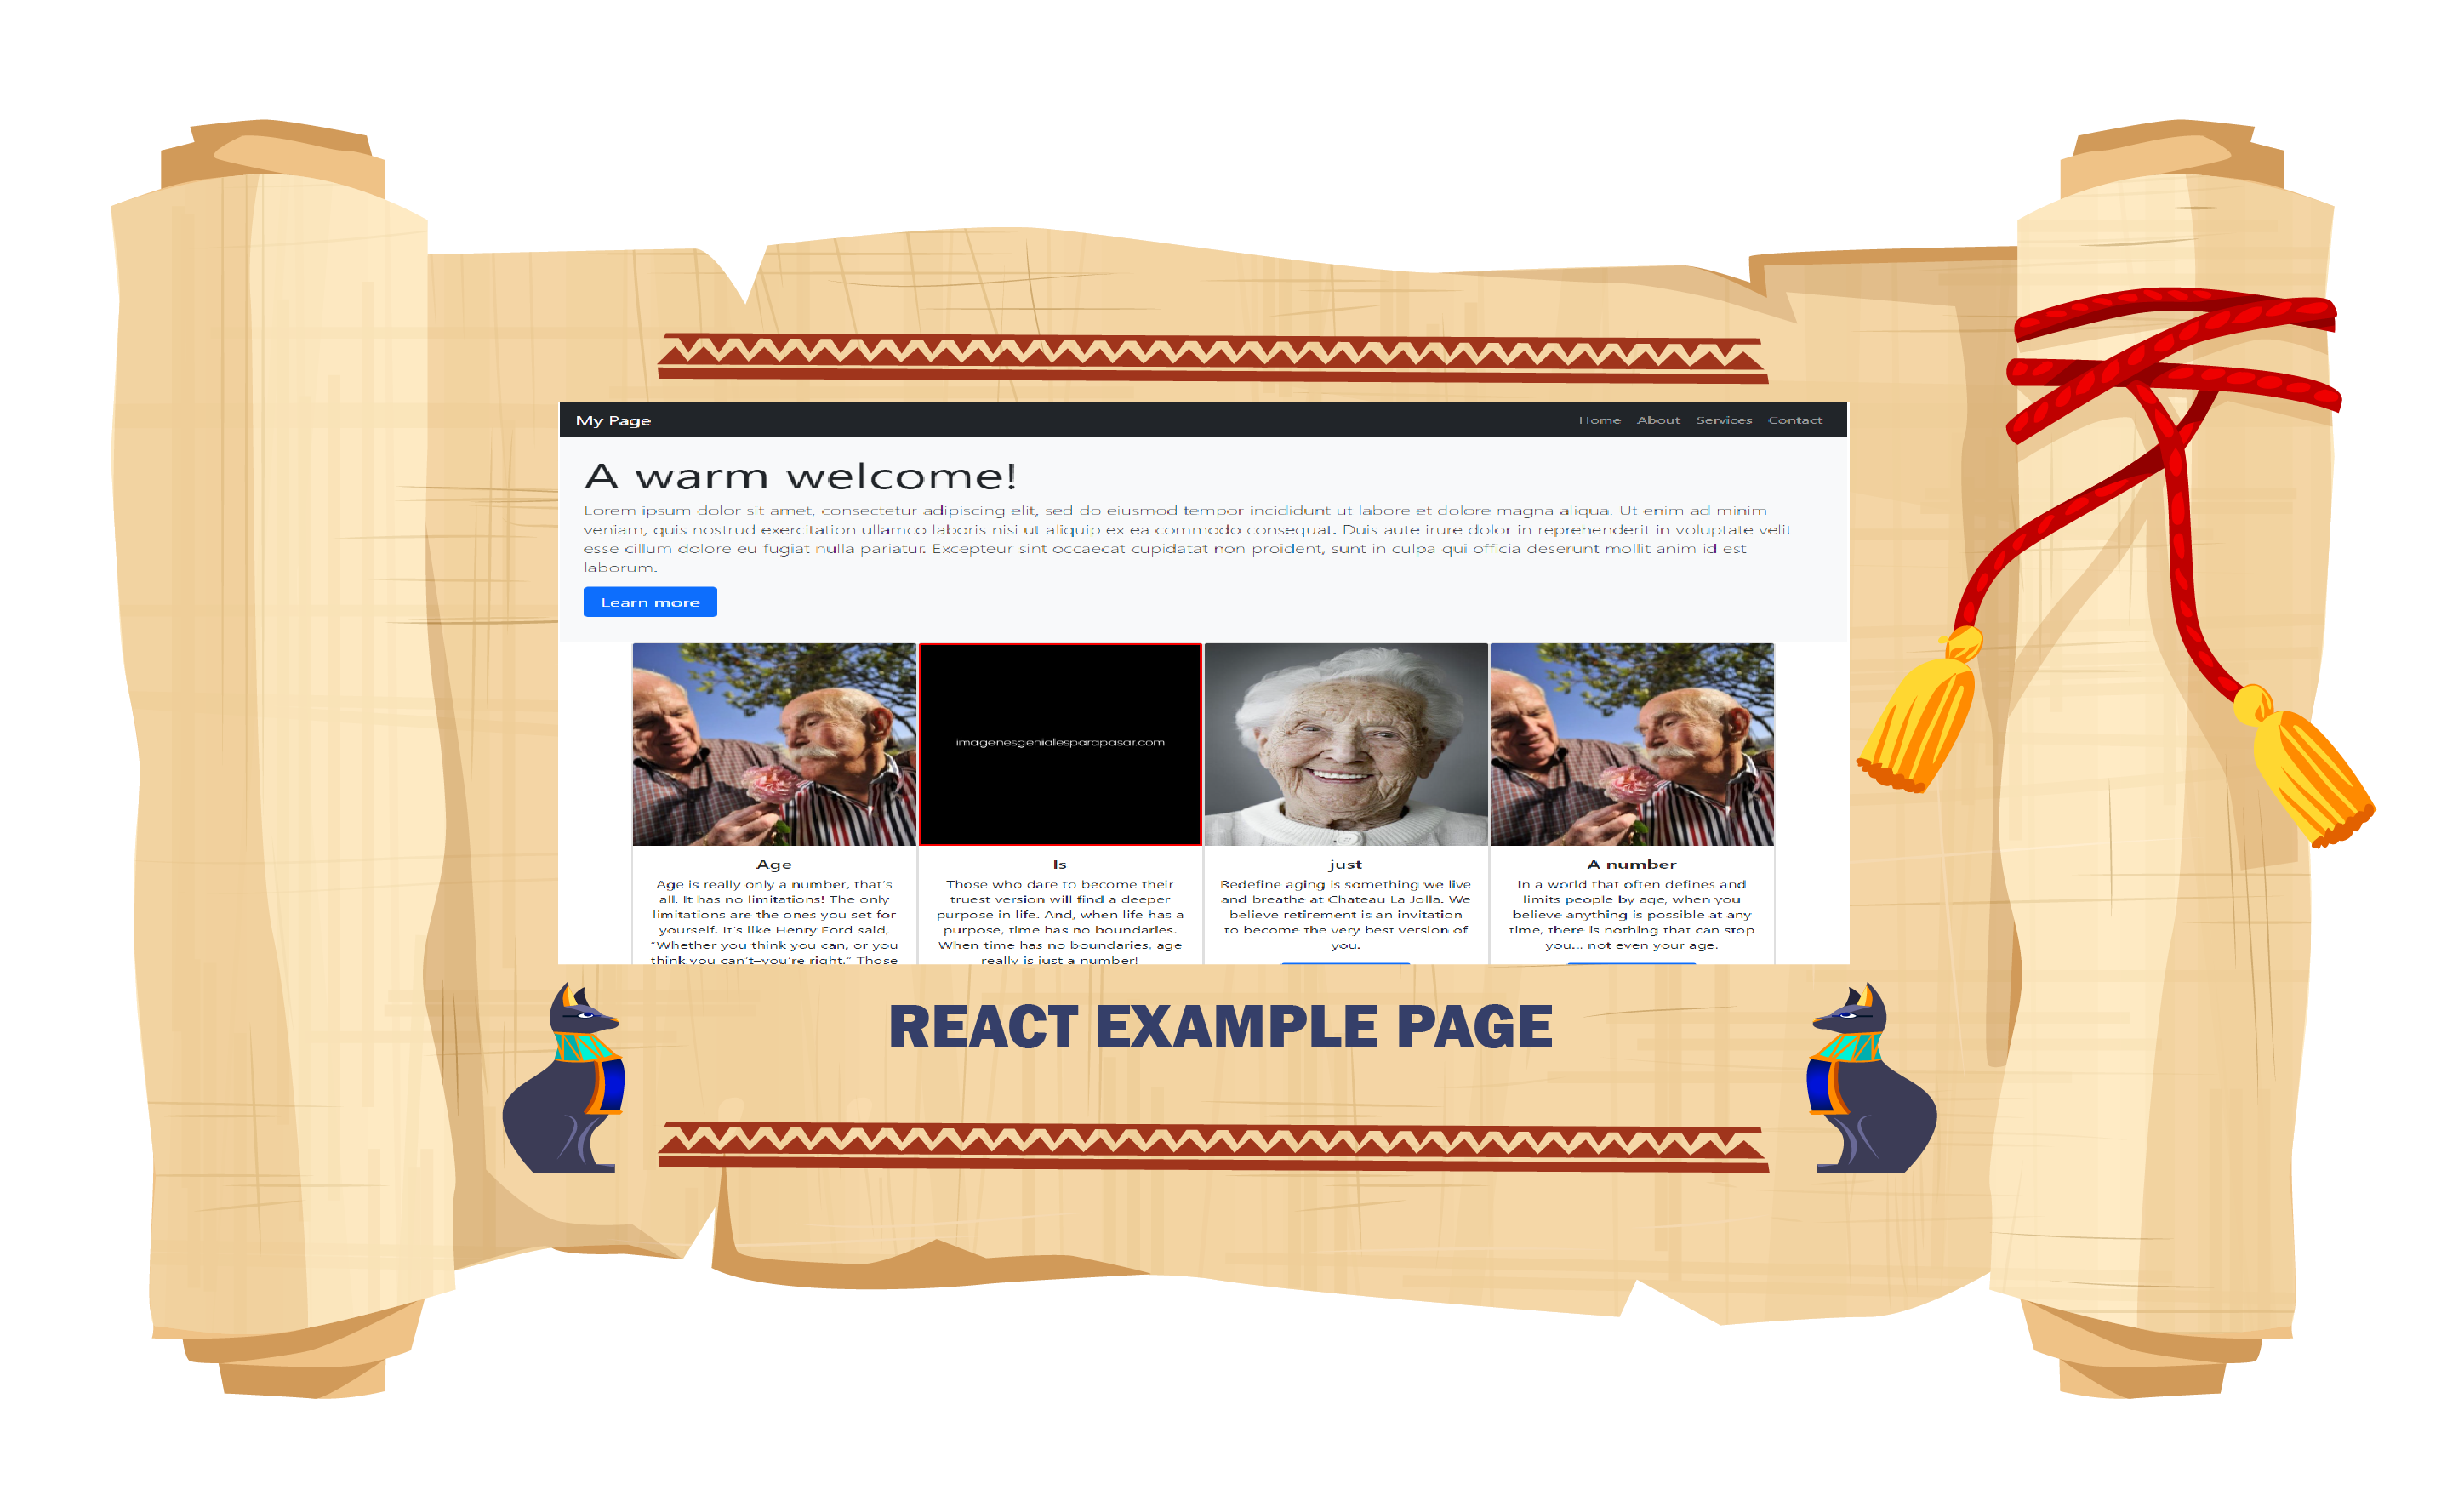 My Page
Home About Services Contact
A warm welcome!
Lorem ipsum dolor sit amet, consectetur adipiscing elit, sed do eiusmod tempor incididunt ut labore et dolore magna aliqua. Ut enim ad minim
veniam, quis nostrud exercitation ullamco laboris nisi ut aliquip ex ea commodo consequat. Duis aute irure dolor in reprehenderit in voluptate velit
esse cillum dolore eu fugiat nulla pariatur. Excepteur sint occaecat cupidatat non proident, sunt in culpa qui officia deserunt mollit anim id est
laborum.
Learn more
imagenesgenialesparapasar.com
Age
Age is really only a number, that's
all. It has no limitations! The only
limitations are the ones you set for
yourself. It's like Henry Ford said,
"Whether you think you can, or you
think you can't—you're right." Those
Is
Those who dare to become their
truest version will find a deeper
purpose in life. And, when life has a
purpose, time has no boundaries.
When time has no boundaries, age
really is just a number!
just
Redefine aging is something we live
and breathe at Chateau La Jolla. We
believe retirement is an invitation
to become the very best version of
you.
A number
In a world that often defines and
limits people by age, when you
believe anything is possible at any
time, there is nothing that can stop
you... not even your age.
REACT EXAMPLE PAGE